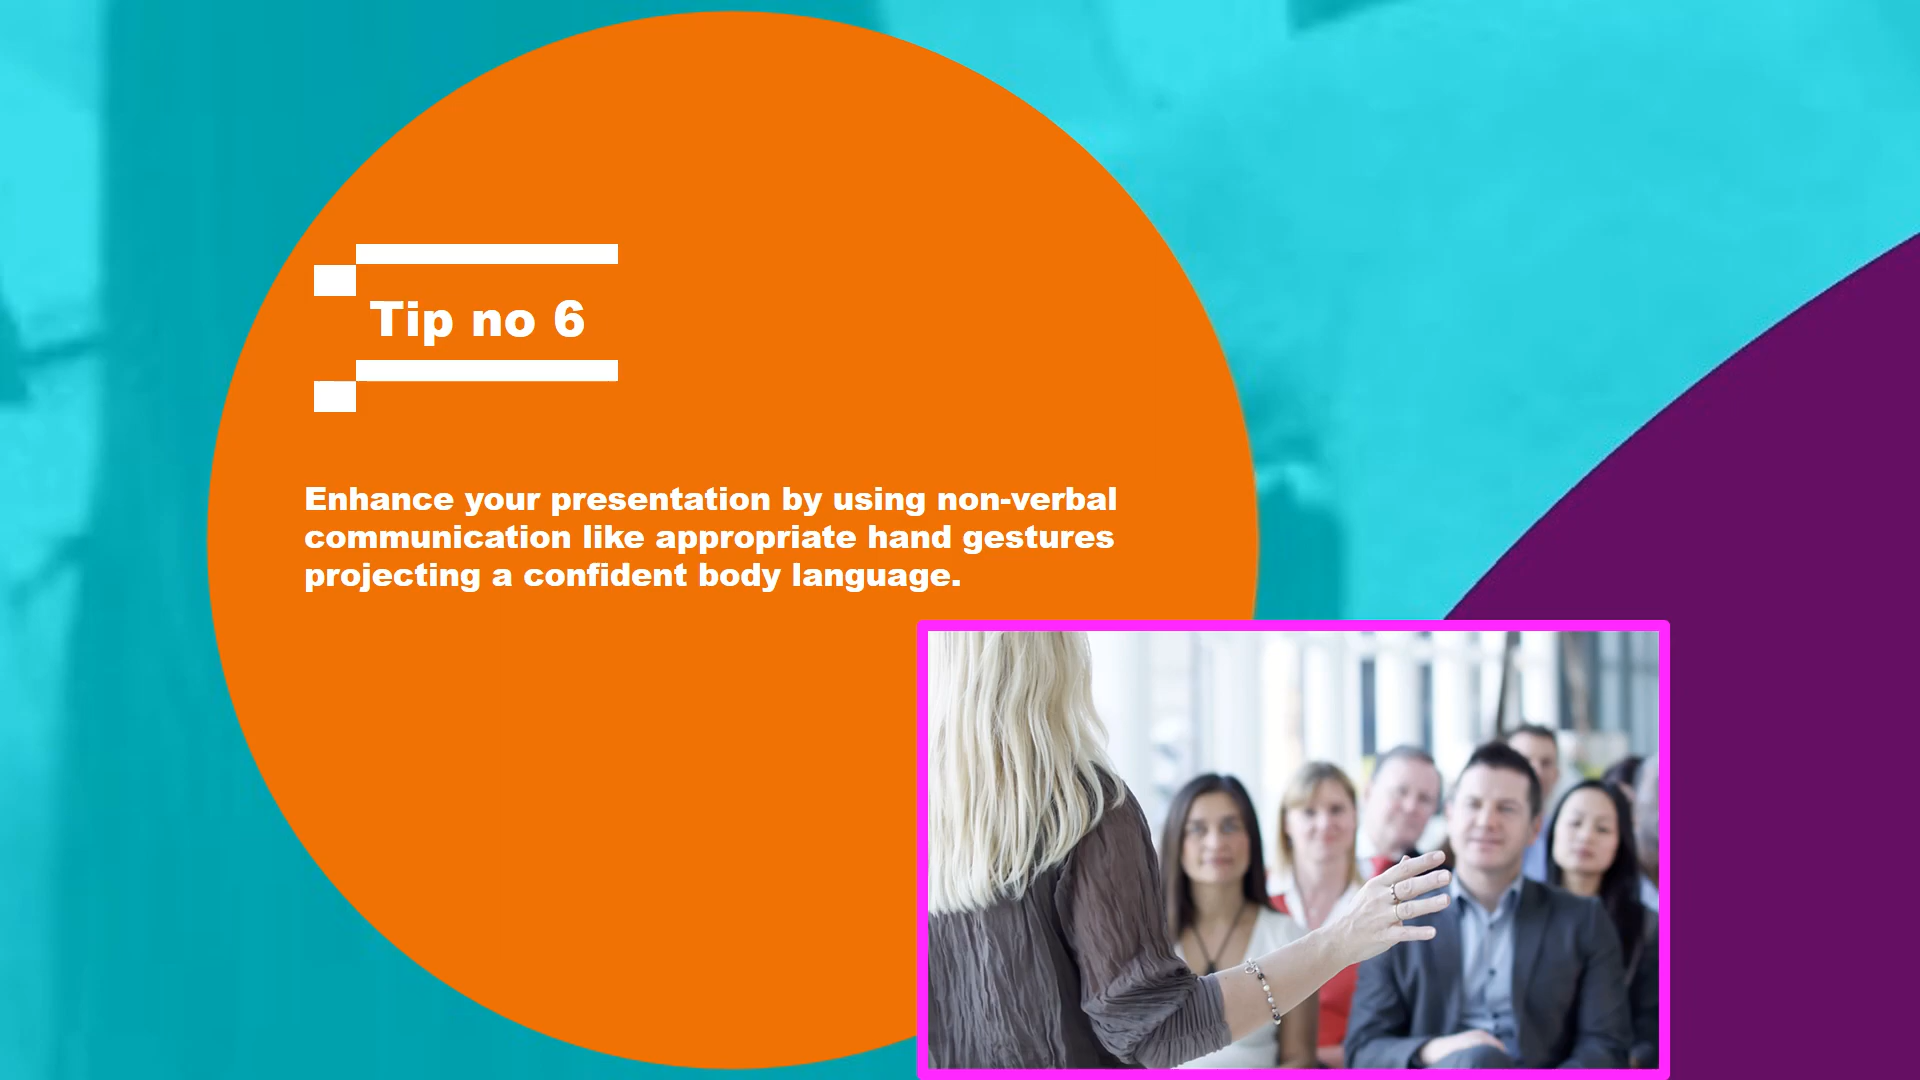 Tip no 6
Enhance your presentation by using non-verbal
communication like appropriate hand gestures
projecting a confident body language.